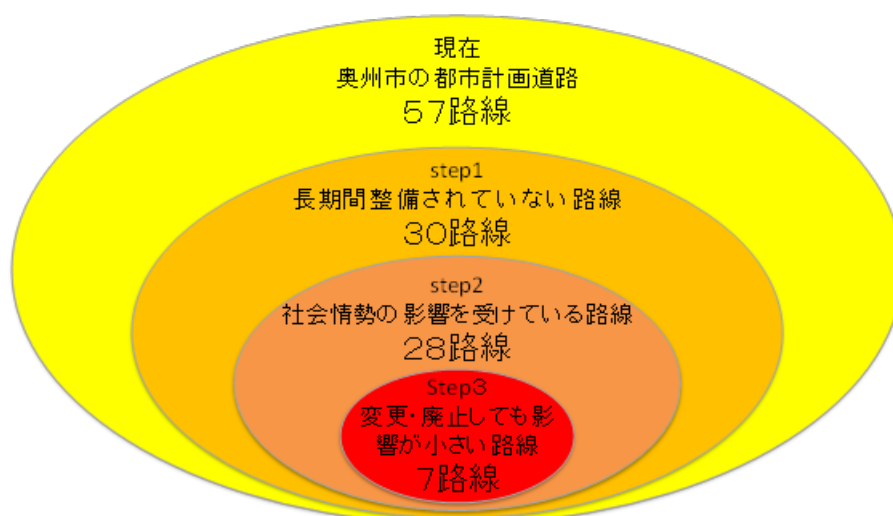 現在
奥州市の都市計画道路
57路線
step1
長期間整備されていない路線
30路線
step2
社会情勢の影響を受けている路線
28路線
Step3
変更・廃止しても影
響が小さい路線
7路線